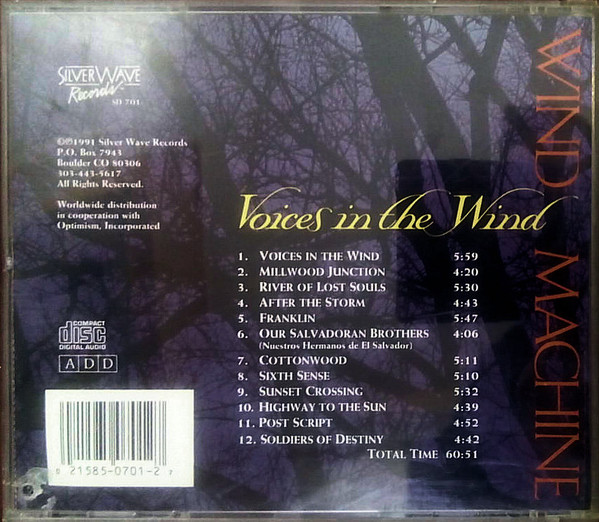 SILVER WAVE
Records
SD 701
©℗1991 Silver Wave Records
P.O. Box 7943
Boulder CO 80306
303-443-5617
All Rights Reserved.
Worldwide distribution
in cooperation with
Optimism, Incorporated
WIND MACHINE
Voices in the Wind
1. VOICES IN THE WIND 5:59
2. MILLWOOD JUNCTION 4:20
3. RIVER OF LOST SOULS 5:30
4. AFTER THE STORM 4:43
5. FRANKLIN 5:47
6. OUR SALVADORAN BROTHERS 4:06
(Nuestros Hermanos de El Salvador)
7. COTTONWOOD 5:11
8. SIXTH SENSE 5:10
9. SUNSET CROSSING 5:32
10. HIGHWAY TO THE SUN 4:39
11. POST SCRIPT 4:52
12. SOLDIERS OF DESTINY 4:42
TOTAL TIME 60:51
COMPACT
disc
DIGITAL AUDIO
A D D
0 21585-0701-2 7